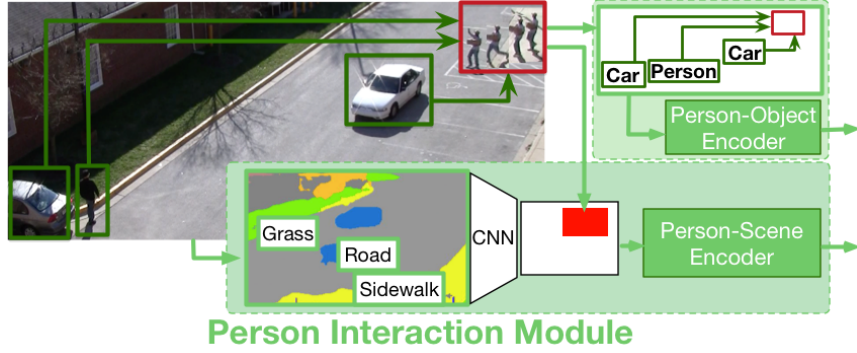 Car
Person
Car
Person-Object
Encoder
Grass
Road
Sidewalk
CNN
Person-Scene
Encoder
Person Interaction Module